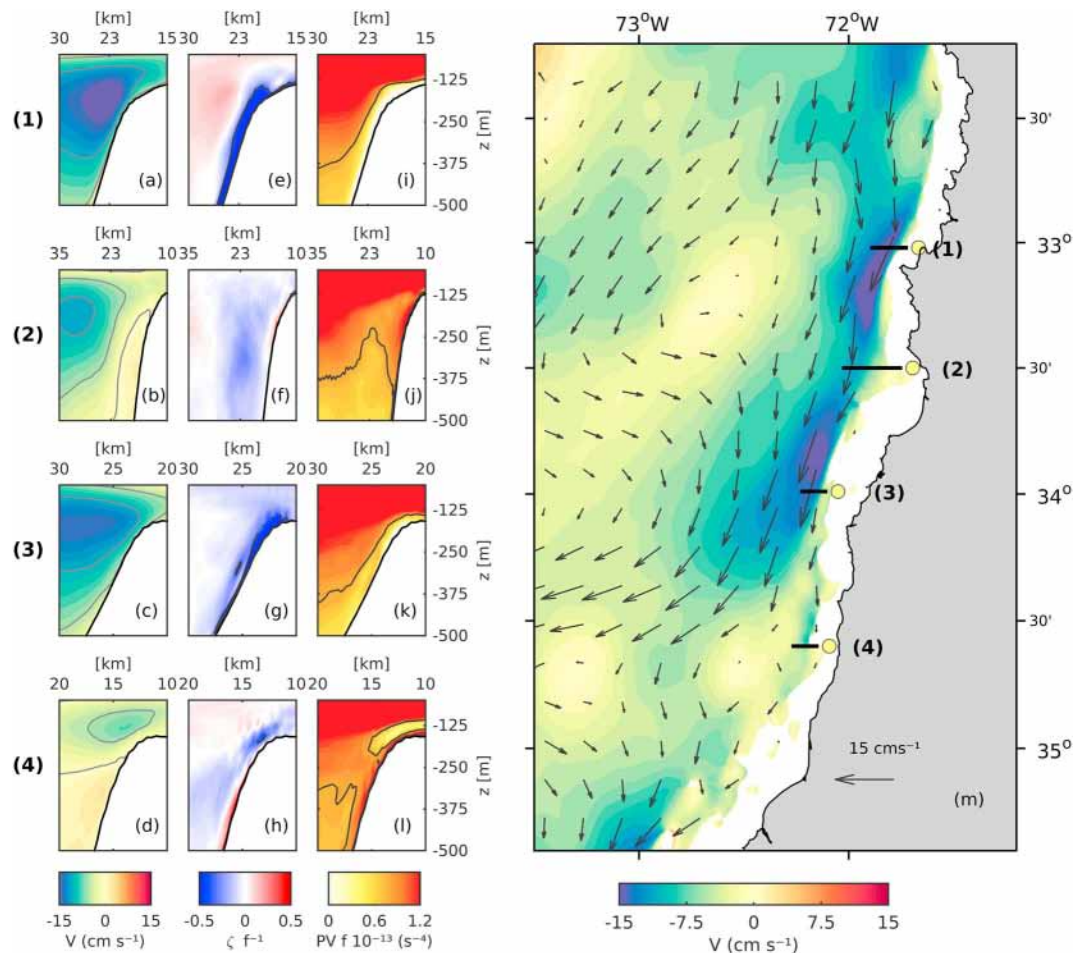 [km] [km] [km]
30 23 15 30 23 15 30 23 15
-125
-250
-375
-500
z [m]
(1)
(a) (e) (i)
[km] [km] [km]
35 23 10 35 23 10 35 23 10
-125
-250
-375
-500
z [m]
(2)
(b) (f) (j)
[km] [km] [km]
30 25 20 30 25 20 30 25 20
-125
-250
-375
-500
z [m]
(3)
(c) (g) (k)
[km] [km] [km]
20 15 10 20 15 10 20 15 10
-125
-250
-375
-500
z [m]
(4)
(d) (h) (l)
-15 0 15
V (cm s⁻¹)
-0.5 0 0.5
ζ f⁻¹
0 0.6 1.2
PV f 10⁻¹³ (s⁻⁴)
73°W 72°W
30'
33°
(1)
30'
(2)
34°
(3)
30'
(4)
35°
15 cms⁻¹
(m)
-15 -7.5 0 7.5 15
V (cm s⁻¹)